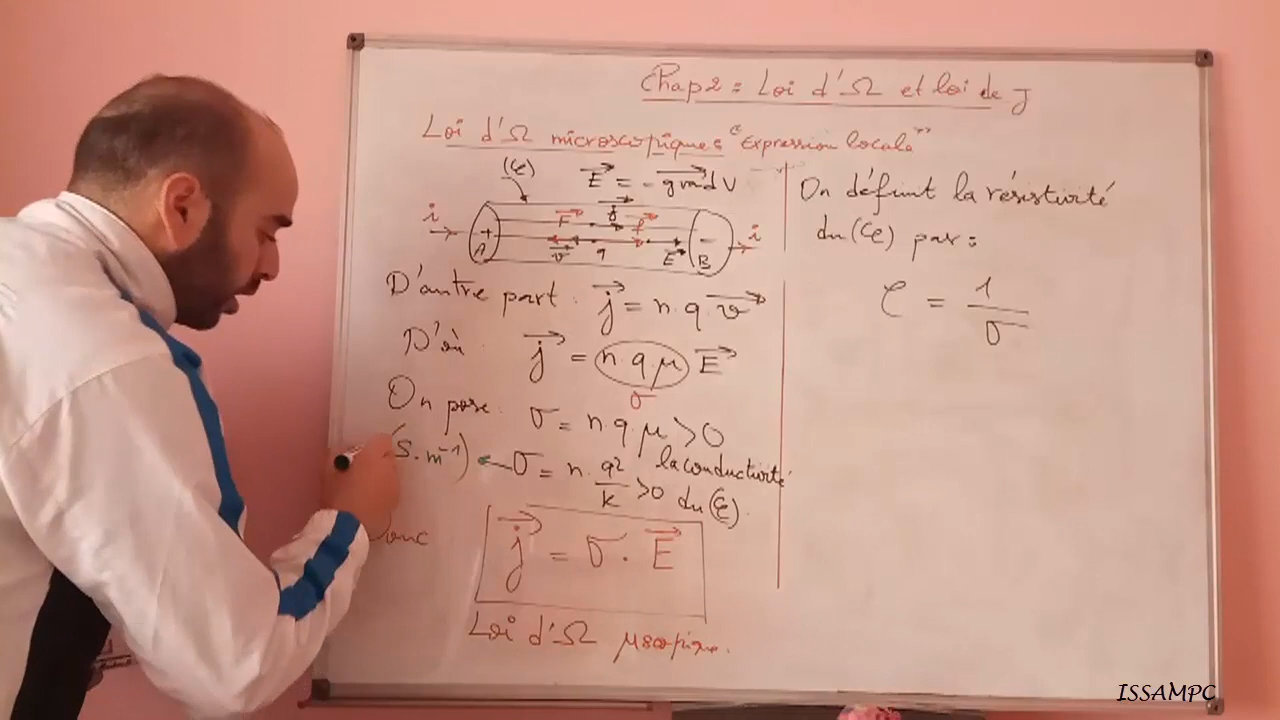 Chap2 : Loi d'Ω et loi de J
Loi d'Ω microscopique "Expression locale"
(C) E⃗ = - grad⃗ V
i + A F⃗ j⃗ f⃗ v⃗ q E⃗ - B i
D'autre part : j⃗ = n.q.v⃗
D'où : j⃗ = n.q.μ E⃗
σ
On pose : σ = n.q.μ > 0
(S.m⁻¹) ← σ = n.q²/k > 0 la conductivité du (C).
Donc j⃗ = σ . E⃗
Loi d'Ω μscopique.
On définit la résistivité
du (C) par :
ρ = 1/σ
ISSAMPC